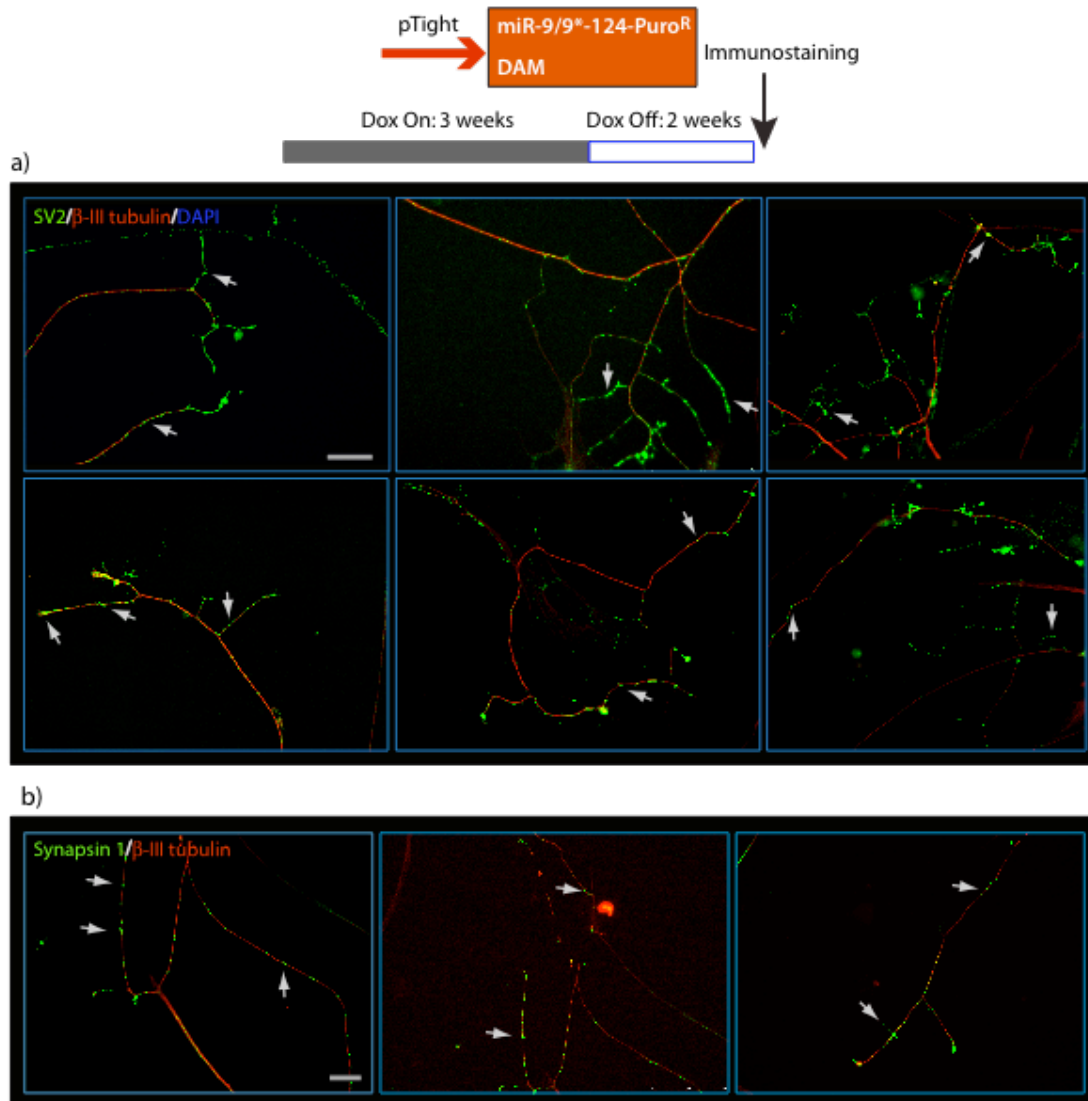 pTight
miR-9/9*-124-Puroᴿ
DAM
Immunostaining
Dox On: 3 weeks
Dox Off: 2 weeks
a)
SV2/β-III tubulin/DAPI
b)
Synapsin 1/β-III tubulin